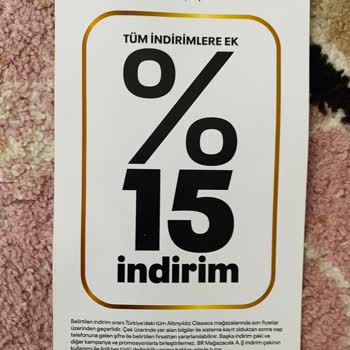 TÜM İNDİRİMLERE EK
%
15
indirim
Belirtilen indirim oranı Türkiye'deki tüm Altınyıldız Classics mağazalarında son fiyatlar
üzerinden geçerlidir. Çek üzerinde yer alan bilgiler ile sisteme kayıt olduktan sonra cep
telefonuna gelen şifre ile belirtilen fırsattan yararlanılabilir. Başka indirim çeki ve
diğer kampanya ve promosyonlarla birleştirilemez. BR Mağazacılık A.Ş indirim çekinin